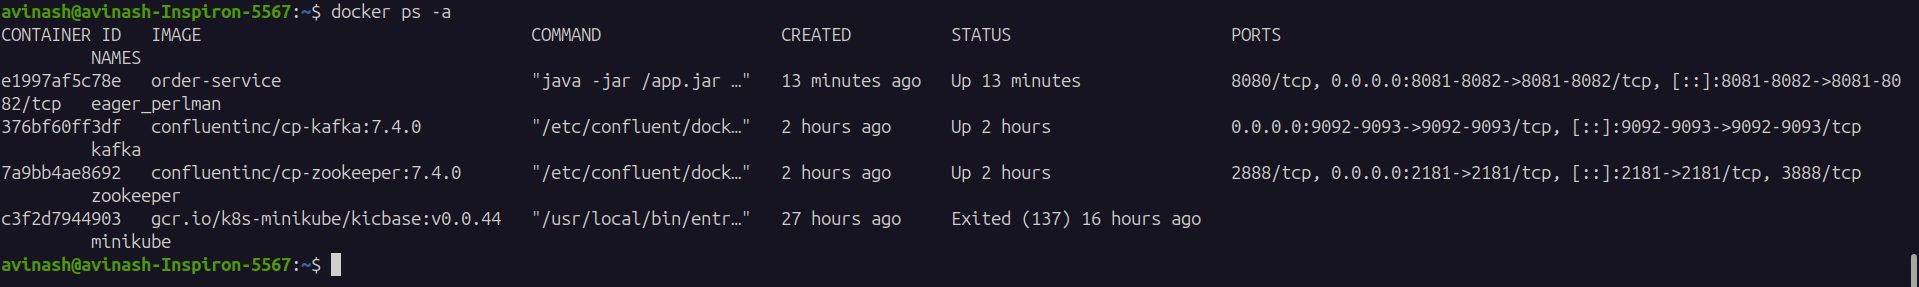 avinash@avinash-Inspiron-5567:~$ docker ps -a
CONTAINER ID   IMAGE                                 COMMAND                  CREATED          STATUS                      PORTS
         NAMES
e1997af5c78e   order-service                         "java -jar /app.jar …"   13 minutes ago   Up 13 minutes               8080/tcp, 0.0.0.0:8081-8082->8081-8082/tcp, [::]:8081-8082->8081-80
82/tcp   eager_perlman
376bf60ff3df   confluentinc/cp-kafka:7.4.0           "/etc/confluent/dock…"   2 hours ago      Up 2 hours                  0.0.0.0:9092-9093->9092-9093/tcp, [::]:9092-9093->9092-9093/tcp
         kafka
7a9bb4ae8692   confluentinc/cp-zookeeper:7.4.0       "/etc/confluent/dock…"   2 hours ago      Up 2 hours                  2888/tcp, 0.0.0.0:2181->2181/tcp, [::]:2181->2181/tcp, 3888/tcp
         zookeeper
c3f2d7944903   gcr.io/k8s-minikube/kicbase:v0.0.44   "/usr/local/bin/entr…"   27 hours ago     Exited (137) 16 hours ago
         minikube
avinash@avinash-Inspiron-5567:~$